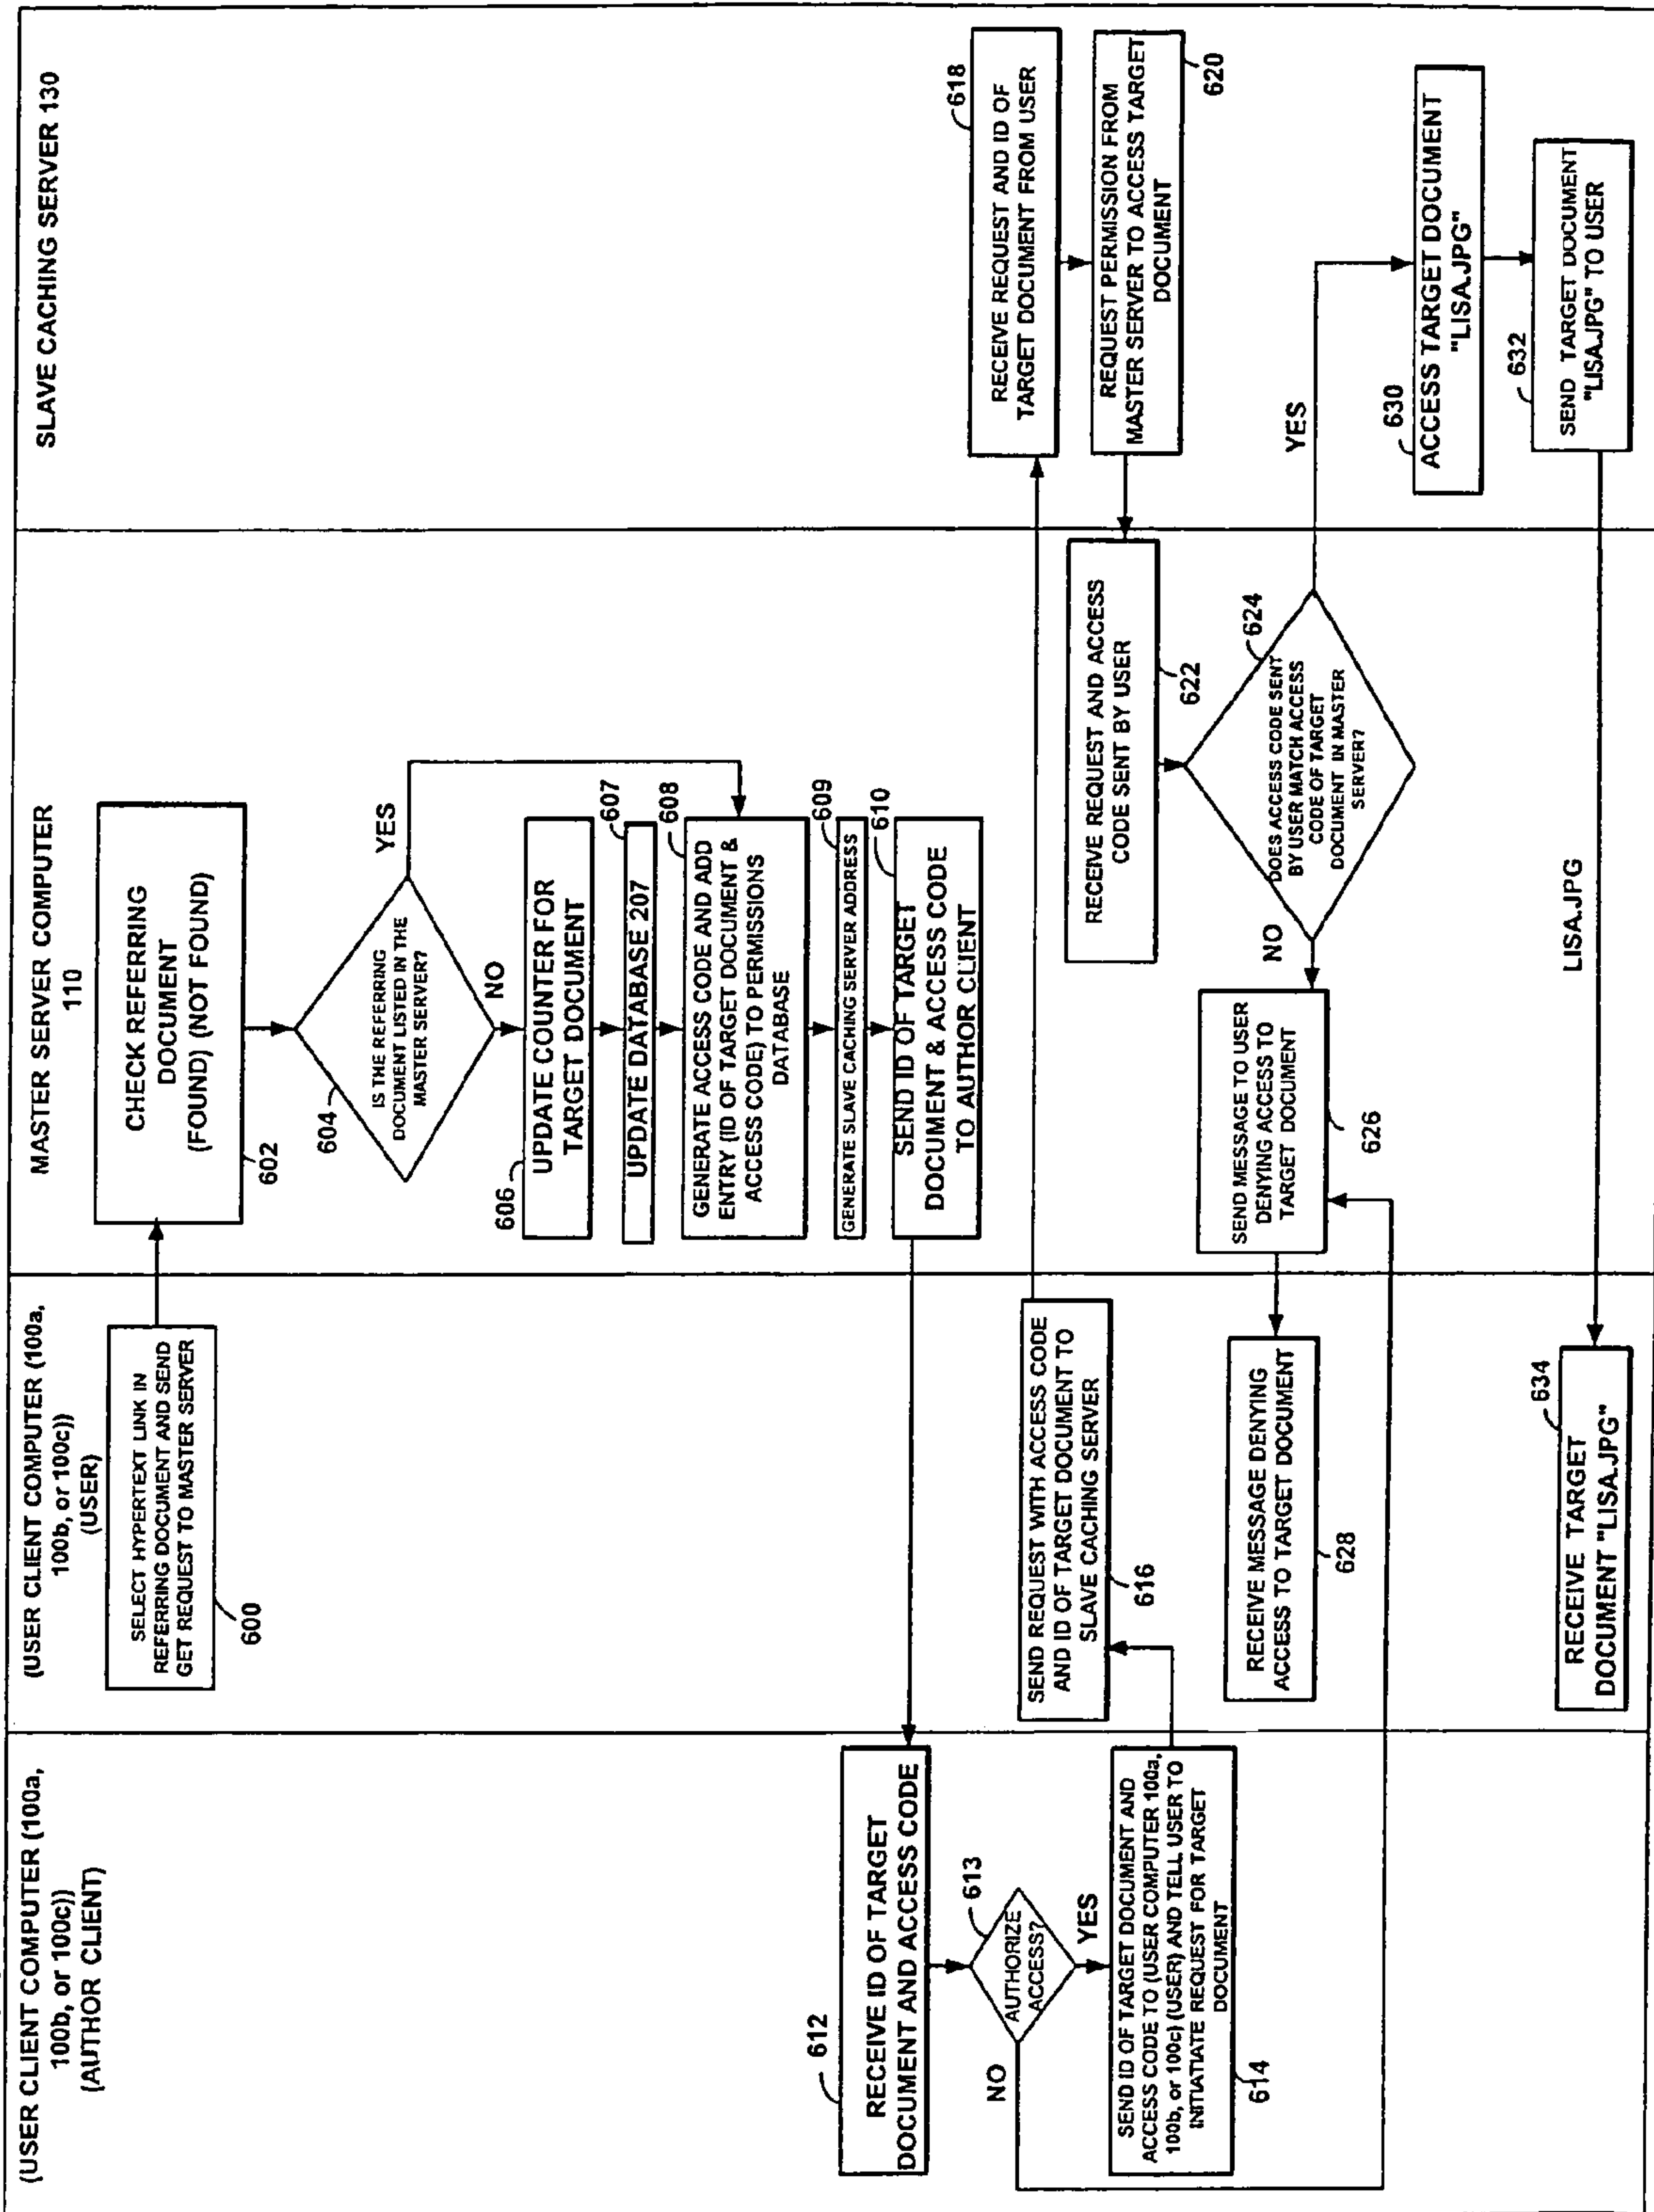 (USER CLIENT COMPUTER (100a,
100b, or 100c))
(AUTHOR CLIENT)
(USER CLIENT COMPUTER (100a,
100b, or 100c))
(USER)
MASTER SERVER COMPUTER
110
SLAVE CACHING SERVER 130
SELECT HYPERTEXT LINK IN
REFERRING DOCUMENT AND SEND
GET REQUEST TO MASTER SERVER
600
CHECK REFERRING
DOCUMENT
(FOUND) (NOT FOUND)
602
604
IS THE REFERRING
DOCUMENT LISTED IN THE
MASTER SERVER?
YES
NO
606
UPDATE COUNTER FOR
TARGET DOCUMENT
607
UPDATE DATABASE 207
608
GENERATE ACCESS CODE AND ADD
ENTRY (ID OF TARGET DOCUMENT &
ACCESS CODE) TO PERMISSIONS
DATABASE
609
GENERATE SLAVE CACHING SERVER ADDRESS
610
SEND ID OF TARGET
DOCUMENT & ACCESS CODE
TO AUTHOR CLIENT
612
RECEIVE ID OF TARGET
DOCUMENT AND ACCESS CODE
613
AUTHORIZE
ACCESS?
NO
YES
SEND ID OF TARGET DOCUMENT AND
ACCESS CODE TO (USER COMPUTER 100a,
100b, or 100c) (USER) AND TELL USER TO
INITIATE REQUEST FOR TARGET
DOCUMENT
614
SEND REQUEST WITH ACCESS CODE
AND ID OF TARGET DOCUMENT TO
SLAVE CACHING SERVER
616
618
RECEIVE REQUEST AND ID OF
TARGET DOCUMENT FROM USER
REQUEST PERMISSION FROM
MASTER SERVER TO ACCESS TARGET
DOCUMENT
620
RECEIVE REQUEST AND ACCESS
CODE SENT BY USER
622
624
DOES ACCESS CODE SENT
BY USER MATCH ACCESS
CODE OF TARGET
DOCUMENT IN MASTER
SERVER?
NO
YES
SEND MESSAGE TO USER
DENYING ACCESS TO
TARGET DOCUMENT
626
RECEIVE MESSAGE DENYING
ACCESS TO TARGET DOCUMENT
628
630
ACCESS TARGET DOCUMENT
"LISA.JPG"
632
SEND TARGET DOCUMENT
"LISA.JPG" TO USER
LISA.JPG
634
RECEIVE TARGET
DOCUMENT "LISA.JPG"